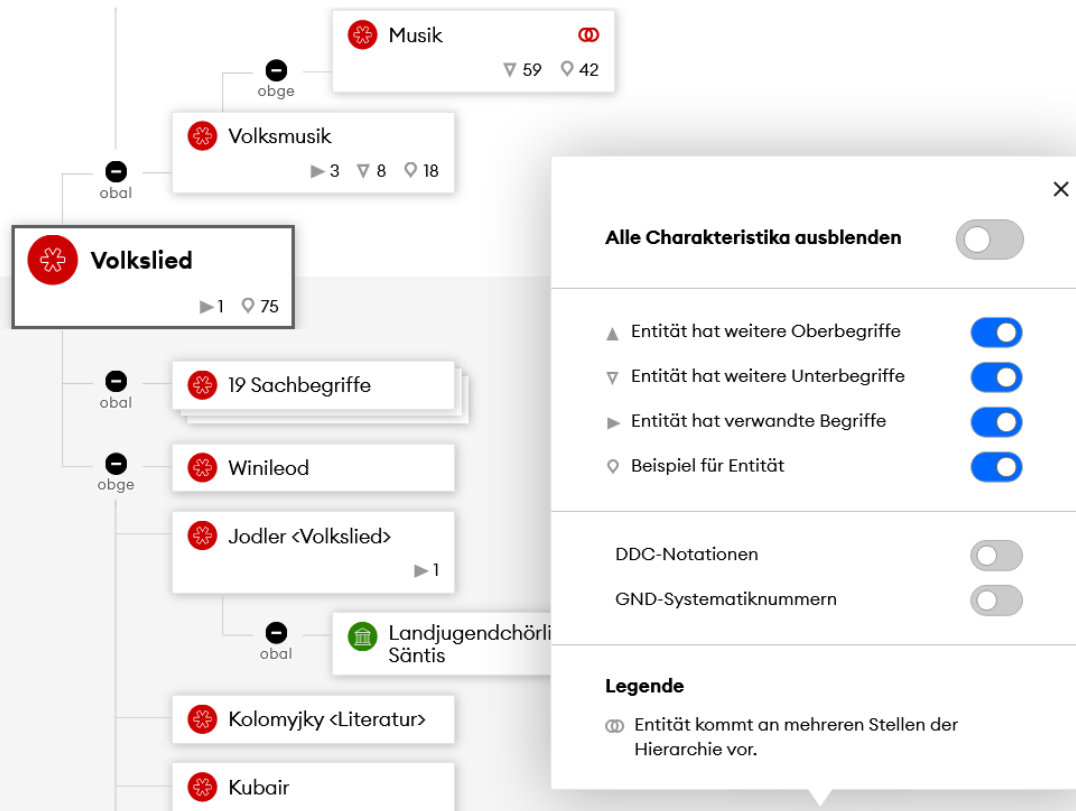 Musik
59 42
obge
Volksmusik
3 8 18
obal
Volkslied
1 75
obal
19 Sachbegriffe
obge
Winileod
Jodler <Volkslied>
1
obal
Landjugendchörli
Säntis
Kolomyjky <Literatur>
Kubair
Alle Charakteristika ausblenden
Entität hat weitere Oberbegriffe
Entität hat weitere Unterbegriffe
Entität hat verwandte Begriffe
Beispiel für Entität
DDC-Notationen
GND-Systematiknummern
Legende
Entität kommt an mehreren Stellen der
Hierarchie vor.